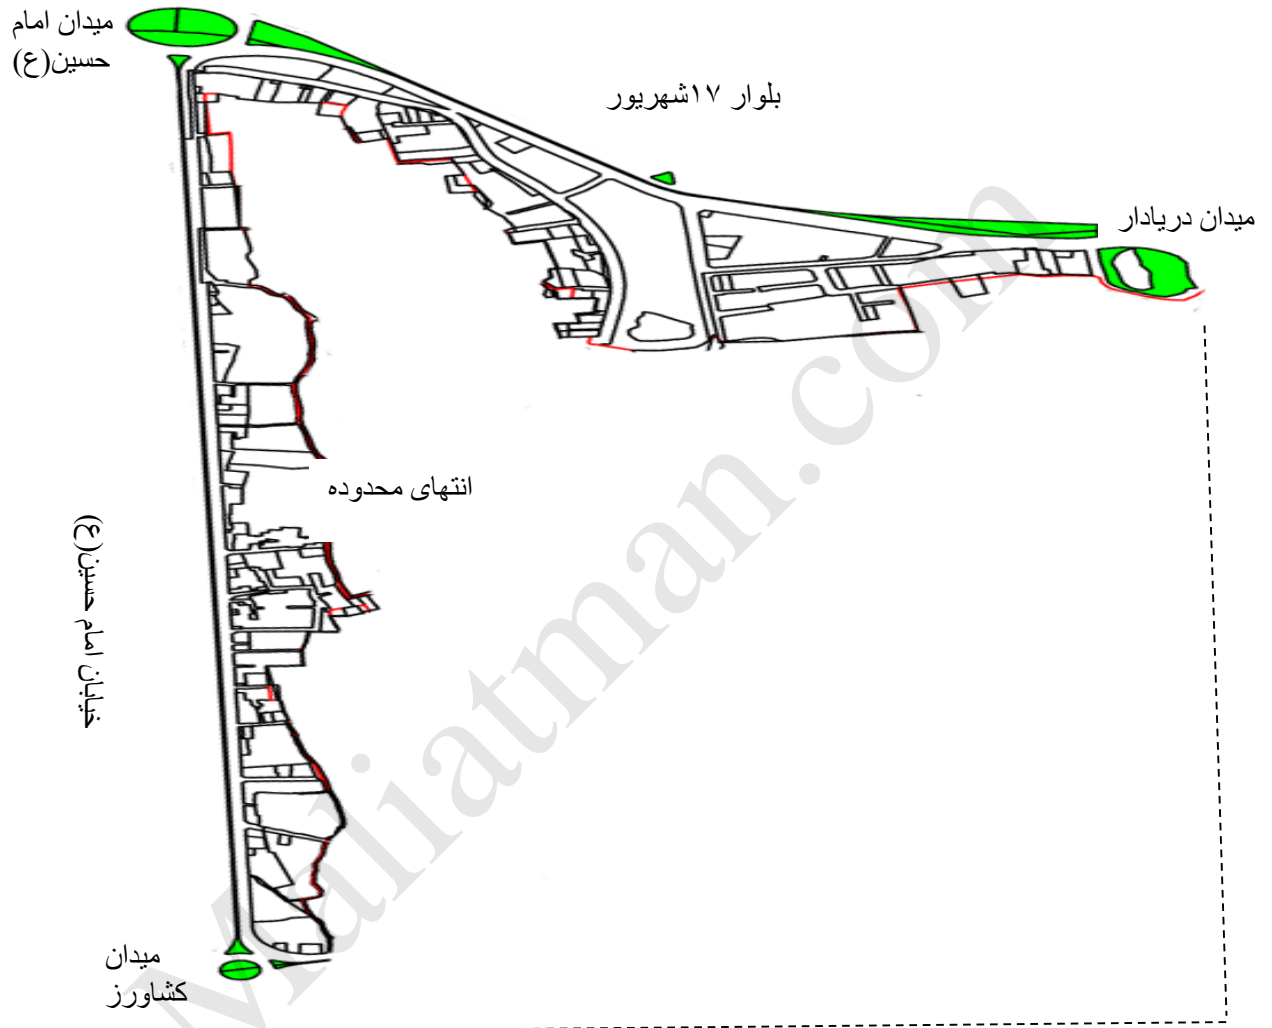 میدان امام
حسین(ع)
بلوار ۱۷شهریور
میدان دریادار
انتهای محدوده
خیابان امام حسین(ع)
میدان
کشاورز
Maliatman.com